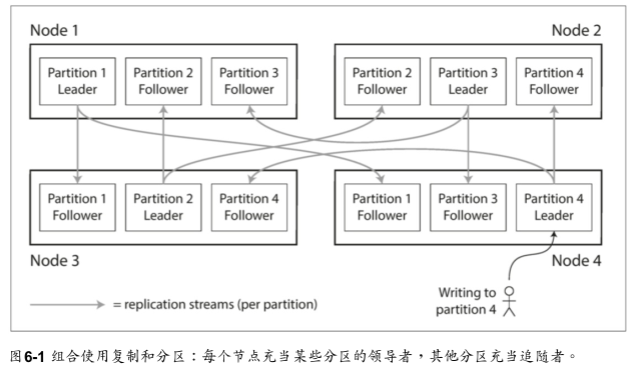 Node 1
Node 2
Partition 1
Leader
Partition 2
Follower
Partition 3
Follower
Partition 2
Follower
Partition 3
Leader
Partition 4
Follower
Partition 1
Follower
Partition 2
Leader
Partition 4
Follower
Partition 1
Follower
Partition 3
Follower
Partition 4
Leader
Node 3
Node 4
= replication streams (per partition)
Writing to
partition 4
图6-1 组合使用复制和分区：每个节点充当某些分区的领导者，其他分区充当追随者。